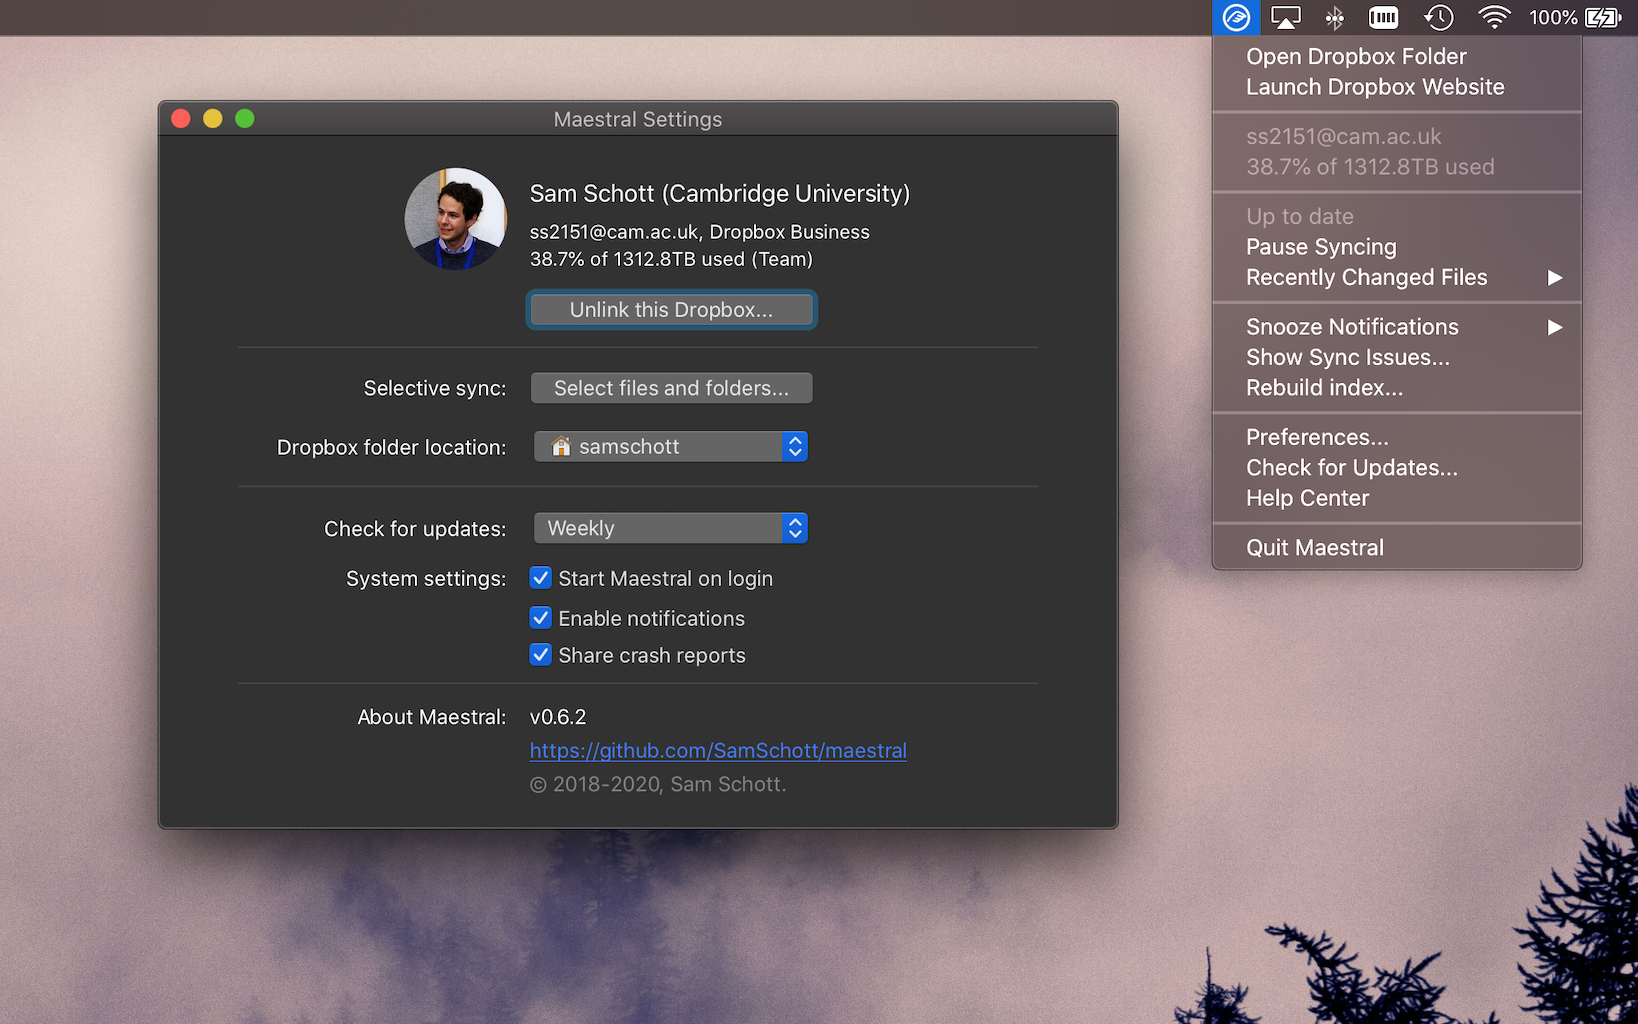 100%
Open Dropbox Folder
Launch Dropbox Website
ss2151@cam.ac.uk
38.7% of 1312.8TB used
Up to date
Pause Syncing
Recently Changed Files
Snooze Notifications
Show Sync Issues...
Rebuild index...
Preferences...
Check for Updates...
Help Center
Quit Maestral
Maestral Settings
Sam Schott (Cambridge University)
ss2151@cam.ac.uk, Dropbox Business
38.7% of 1312.8TB used (Team)
Unlink this Dropbox...
Selective sync: Select files and folders...
Dropbox folder location: samschott
Check for updates: Weekly
System settings: Start Maestral on login
Enable notifications
Share crash reports
About Maestral: v0.6.2
https://github.com/SamSchott/maestral
© 2018-2020, Sam Schott.